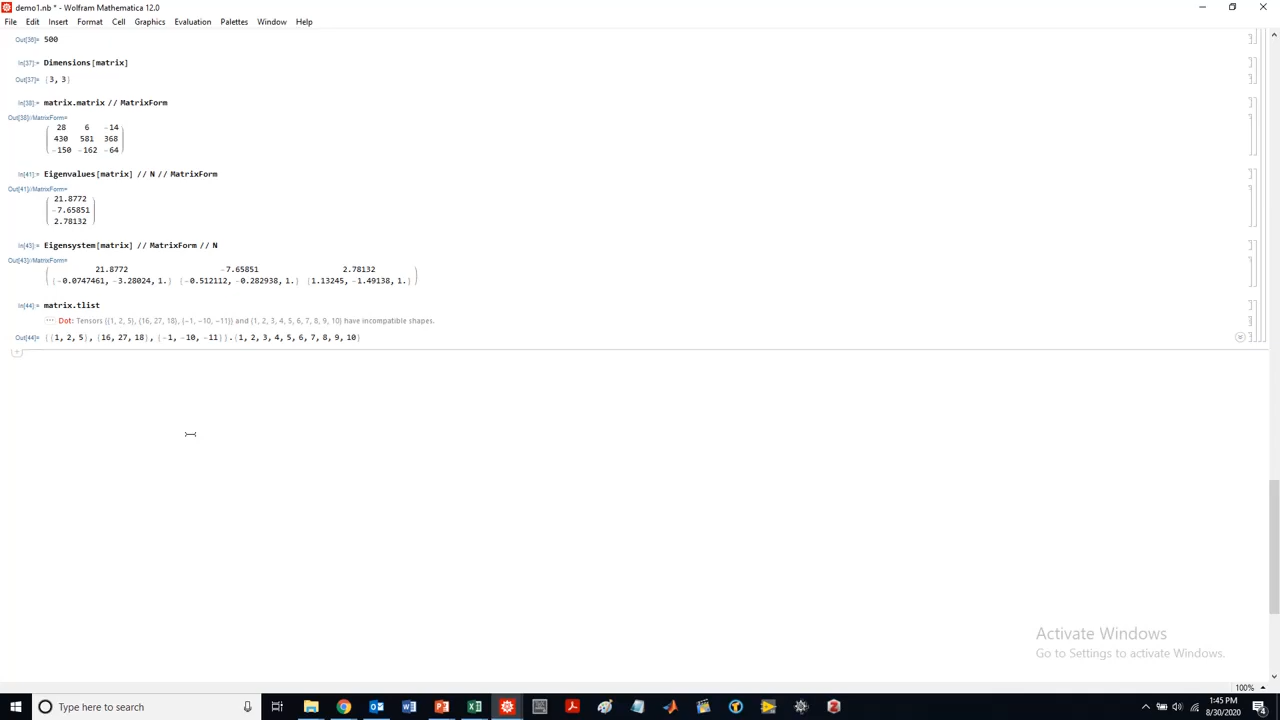 demo1.nb * - Wolfram Mathematica 12.0
File Edit Insert Format Cell Graphics Evaluation Palettes Window Help
Out[36]= 500
In[37]:= Dimensions[matrix]
Out[37]= {3, 3}
In[38]:= matrix.matrix // MatrixForm
Out[38]//MatrixForm=
28 6 -14
430 581 368
-150 -162 -64
In[41]:= Eigenvalues[matrix] // N // MatrixForm
Out[41]//MatrixForm=
21.8772
-7.65851
2.78132
In[43]:= Eigensystem[matrix] // MatrixForm // N
Out[43]//MatrixForm=
21.8772 -7.65851 2.78132
{-0.0747461, -3.28024, 1.} {-0.512112, -0.282938, 1.} {1.13245, -1.49138, 1.}
In[44]:= matrix.tlist
Dot: Tensors {{1, 2, 5}, {16, 27, 18}, {-1, -10, -11}} and {1, 2, 3, 4, 5, 6, 7, 8, 9, 10} have incompatible shapes.
Out[44]= {{1, 2, 5}, {16, 27, 18}, {-1, -10, -11}}.{1, 2, 3, 4, 5, 6, 7, 8, 9, 10}
Activate Windows
Go to Settings to activate Windows.
100%
Type here to search
1:45 PM
8/30/2020
4